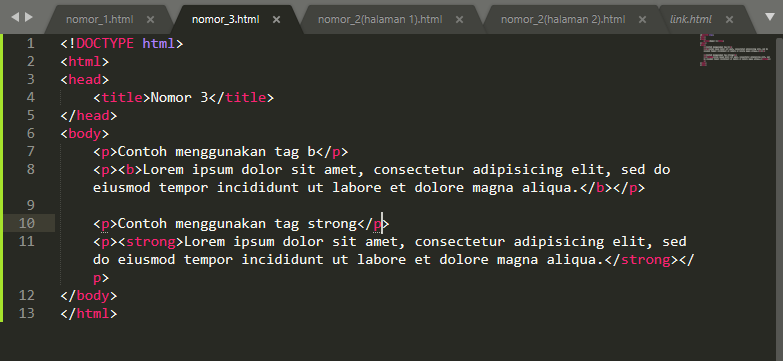 nomor_1.html
nomor_3.html
nomor_2(halaman 1).html
nomor_2(halaman 2).html
link.html
1 <!DOCTYPE html>
2 <html>
3 <head>
4 <title>Nomor 3</title>
5 </head>
6 <body>
7 <p>Contoh menggunakan tag b</p>
8 <p><b>Lorem ipsum dolor sit amet, consectetur adipisicing elit, sed do
eiusmod tempor incididunt ut labore et dolore magna aliqua.</b></p>
9
10 <p>Contoh menggunakan tag strong</p>
11 <p><strong>Lorem ipsum dolor sit amet, consectetur adipisicing elit, sed
do eiusmod tempor incididunt ut labore et dolore magna aliqua.</strong></
p>
12 </body>
13 </html>